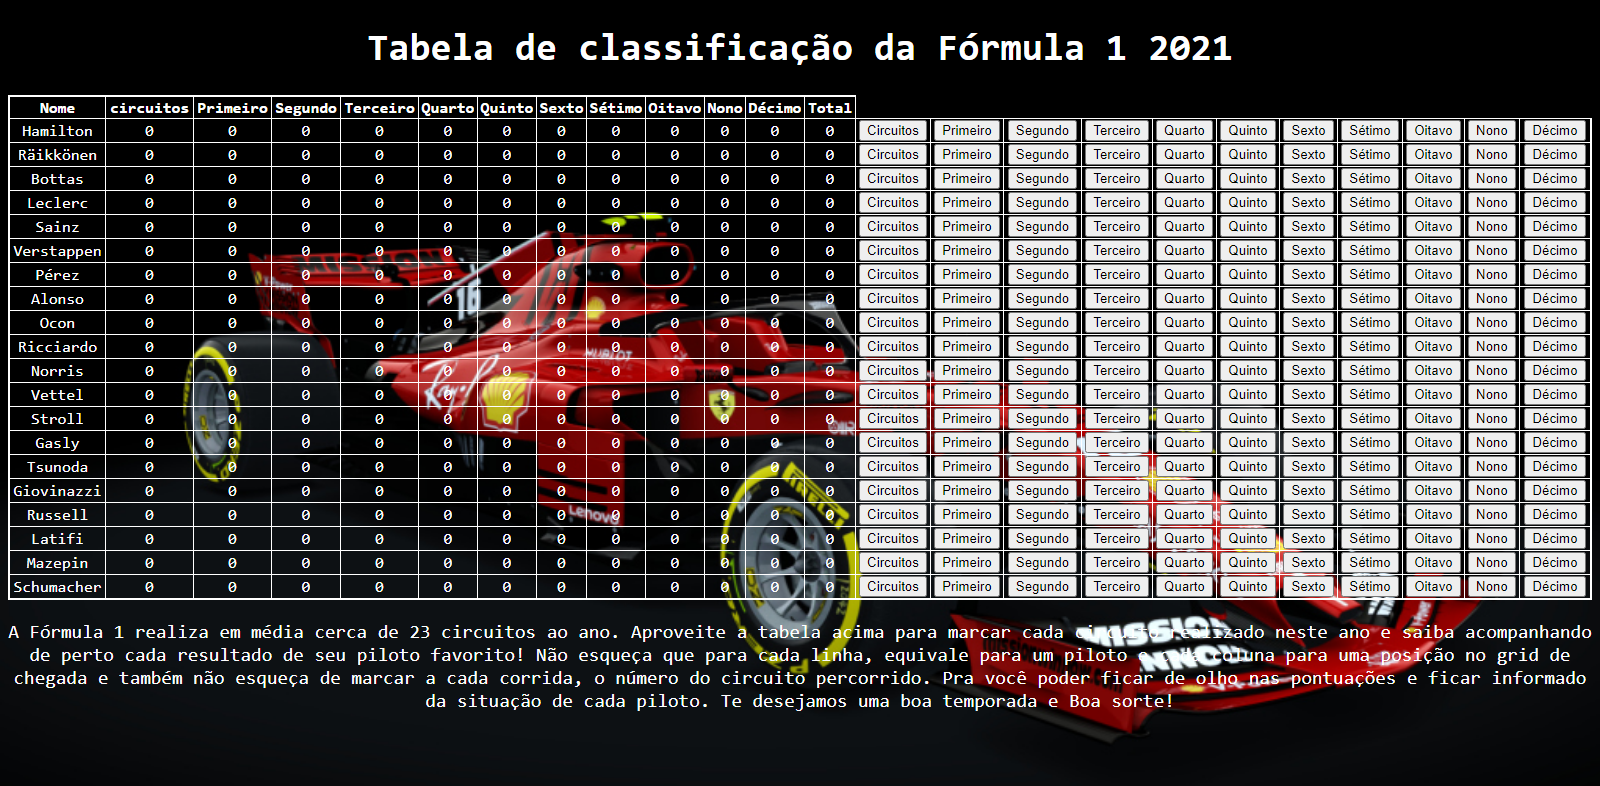 Tabela de classificação da Fórmula 1 2021
Nome circuitos Primeiro Segundo Terceiro Quarto Quinto Sexto Sétimo Oitavo Nono Décimo Total
Hamilton 0 0 0 0 0 0 0 0 0 0 0 0 Circuitos Primeiro Segundo Terceiro Quarto Quinto Sexto Sétimo Oitavo Nono Décimo
Räikkönen 0 0 0 0 0 0 0 0 0 0 0 0 Circuitos Primeiro Segundo Terceiro Quarto Quinto Sexto Sétimo Oitavo Nono Décimo
Bottas 0 0 0 0 0 0 0 0 0 0 0 0 Circuitos Primeiro Segundo Terceiro Quarto Quinto Sexto Sétimo Oitavo Nono Décimo
Leclerc 0 0 0 0 0 0 0 0 0 0 0 0 Circuitos Primeiro Segundo Terceiro Quarto Quinto Sexto Sétimo Oitavo Nono Décimo
Sainz 0 0 0 0 0 0 0 0 0 0 0 0 Circuitos Primeiro Segundo Terceiro Quarto Quinto Sexto Sétimo Oitavo Nono Décimo
Verstappen 0 0 0 0 0 0 0 0 0 0 0 0 Circuitos Primeiro Segundo Terceiro Quarto Quinto Sexto Sétimo Oitavo Nono Décimo
Pérez 0 0 0 0 0 0 0 0 0 0 0 0 Circuitos Primeiro Segundo Terceiro Quarto Quinto Sexto Sétimo Oitavo Nono Décimo
Alonso 0 0 0 0 0 0 0 0 0 0 0 0 Circuitos Primeiro Segundo Terceiro Quarto Quinto Sexto Sétimo Oitavo Nono Décimo
Ocon 0 0 0 0 0 0 0 0 0 0 0 0 Circuitos Primeiro Segundo Terceiro Quarto Quinto Sexto Sétimo Oitavo Nono Décimo
Ricciardo 0 0 0 0 0 0 0 0 0 0 0 0 Circuitos Primeiro Segundo Terceiro Quarto Quinto Sexto Sétimo Oitavo Nono Décimo
Norris 0 0 0 0 0 0 0 0 0 0 0 0 Circuitos Primeiro Segundo Terceiro Quarto Quinto Sexto Sétimo Oitavo Nono Décimo
Vettel 0 0 0 0 0 0 0 0 0 0 0 0 Circuitos Primeiro Segundo Terceiro Quarto Quinto Sexto Sétimo Oitavo Nono Décimo
Stroll 0 0 0 0 0 0 0 0 0 0 0 0 Circuitos Primeiro Segundo Terceiro Quarto Quinto Sexto Sétimo Oitavo Nono Décimo
Gasly 0 0 0 0 0 0 0 0 0 0 0 0 Circuitos Primeiro Segundo Terceiro Quarto Quinto Sexto Sétimo Oitavo Nono Décimo
Tsunoda 0 0 0 0 0 0 0 0 0 0 0 0 Circuitos Primeiro Segundo Terceiro Quarto Quinto Sexto Sétimo Oitavo Nono Décimo
Giovinazzi 0 0 0 0 0 0 0 0 0 0 0 0 Circuitos Primeiro Segundo Terceiro Quarto Quinto Sexto Sétimo Oitavo Nono Décimo
Russell 0 0 0 0 0 0 0 0 0 0 0 0 Circuitos Primeiro Segundo Terceiro Quarto Quinto Sexto Sétimo Oitavo Nono Décimo
Latifi 0 0 0 0 0 0 0 0 0 0 0 0 Circuitos Primeiro Segundo Terceiro Quarto Quinto Sexto Sétimo Oitavo Nono Décimo
Mazepin 0 0 0 0 0 0 0 0 0 0 0 0 Circuitos Primeiro Segundo Terceiro Quarto Quinto Sexto Sétimo Oitavo Nono Décimo
Schumacher 0 0 0 0 0 0 0 0 0 0 0 0 Circuitos Primeiro Segundo Terceiro Quarto Quinto Sexto Sétimo Oitavo Nono Décimo
MISSION
16
HUBLOT
Ray-Ban
PIRELLI
Lenovo
A Fórmula 1 realiza em média cerca de 23 circuitos ao ano. Aproveite a tabela acima para marcar cada circuito realizado neste ano e saiba acompanhando
de perto cada resultado de seu piloto favorito! Não esqueça que para cada linha, equivale para um piloto e cada coluna para uma posição no grid de
chegada e também não esqueça de marcar a cada corrida, o número do circuito percorrido. Pra você poder ficar de olho nas pontuações e ficar informado
da situação de cada piloto. Te desejamos uma boa temporada e Boa sorte!
MISSION
WINNOW